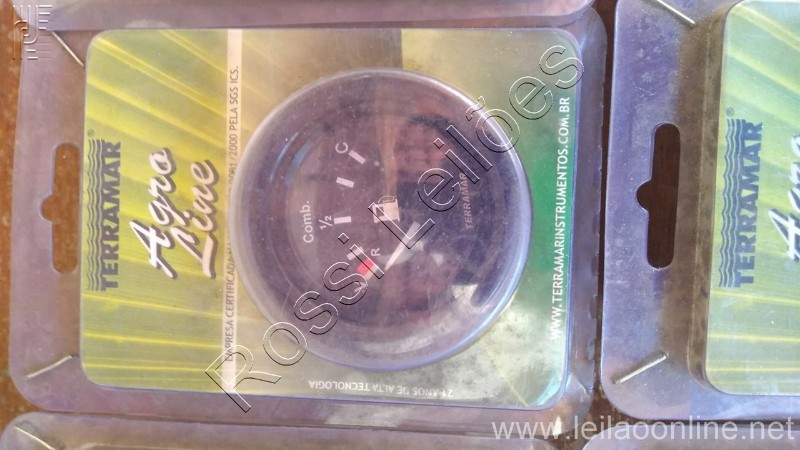 TERRAMAR®
Agro
Line
EMPRESA CERTIFICADA
/2000 PELA SGS ICS.
Comb.
C
1/2
R
TERRAMAR
WWW.TERRAMARINSTRUMENTOS.COM.BR
21 ANOS DE ALTA TECNOLOGIA
TERRAMAR®
Agro
Rossi Leilões
www.leilaoonline.net